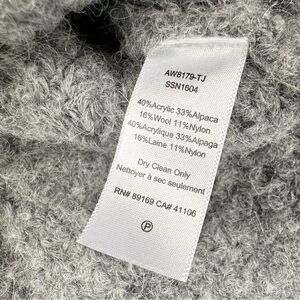 AW8179-TJ
SSN1604
40%Acrylic 33%Alpaca
16%Wool 11%Nylon
40%Acrylique 33%Alpaga
16%Laine 11%Nylon
Dry Clean Only
Nettoyer à sec seulement
RN# 89169 CA# 41106
P